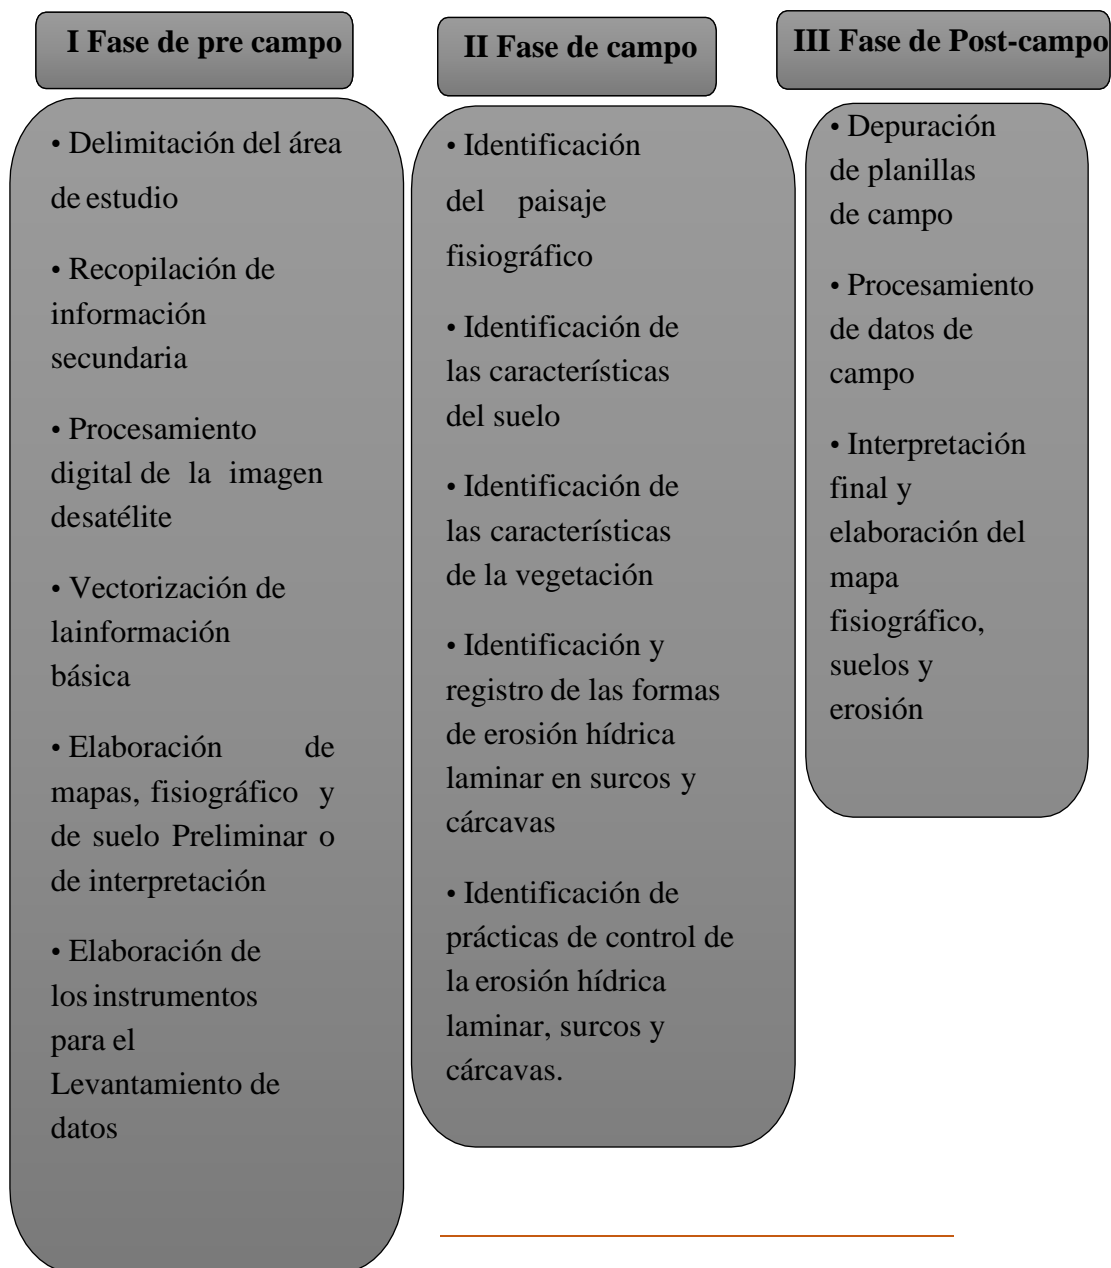 I Fase de pre campo
• Delimitación del área
de estudio
• Recopilación de
información
secundaria
• Procesamiento
digital de la imagen
desatélite
• Vectorización de
lainformación
básica
• Elaboración de
mapas, fisiográfico y
de suelo Preliminar o
de interpretación
• Elaboración de
los instrumentos
para el
Levantamiento de
datos
II Fase de campo
• Identificación
del paisaje
fisiográfico
• Identificación de
las características
del suelo
• Identificación de
las características
de la vegetación
• Identificación y
registro de las formas
de erosión hídrica
laminar en surcos y
cárcavas
• Identificación de
prácticas de control de
la erosión hídrica
laminar, surcos y
cárcavas.
III Fase de Post-campo
• Depuración
de planillas
de campo
• Procesamiento
de datos de
campo
• Interpretación
final y
elaboración del
mapa
fisiográfico,
suelos y
erosión